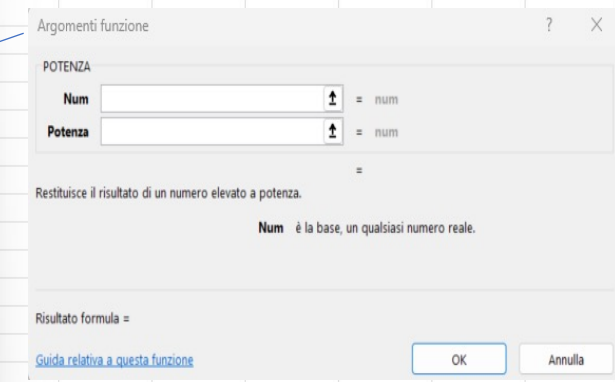 Argomenti funzione ? X
POTENZA
Num = num
Potenza = num
=
Restituisce il risultato di un numero elevato a potenza.
Num è la base, un qualsiasi numero reale.
Risultato formula =
Guida relativa a questa funzione OK Annulla